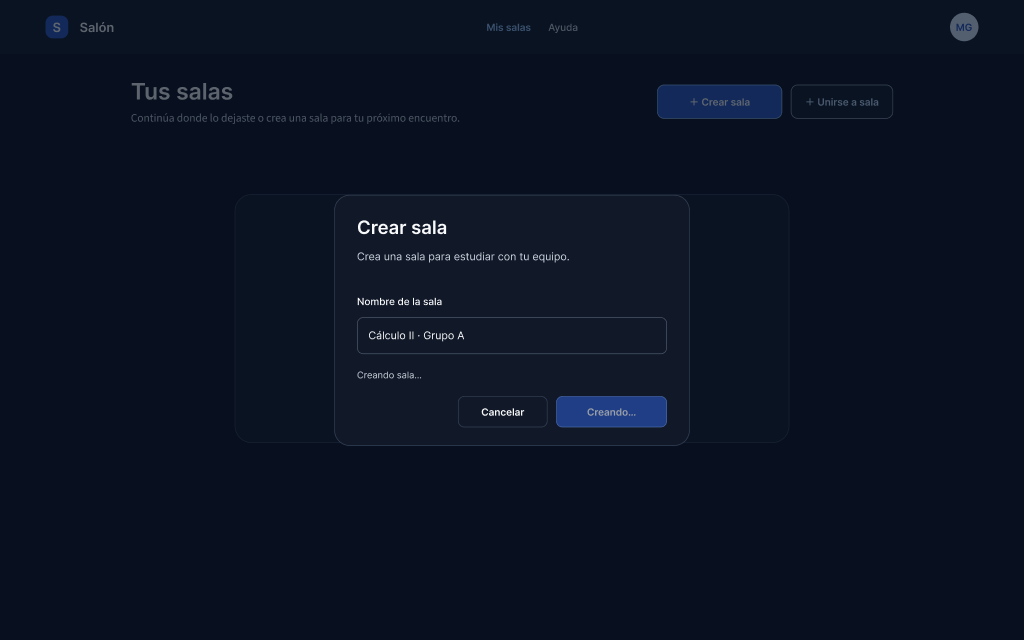 S Salón
Mis salas Ayuda
MG
Tus salas
Continúa donde lo dejaste o crea una sala para tu próximo encuentro.
+ Crear sala
+ Unirse a sala
Crear sala
Crea una sala para estudiar con tu equipo.
Nombre de la sala
Cálculo II · Grupo A
Creando sala...
Cancelar
Creando...